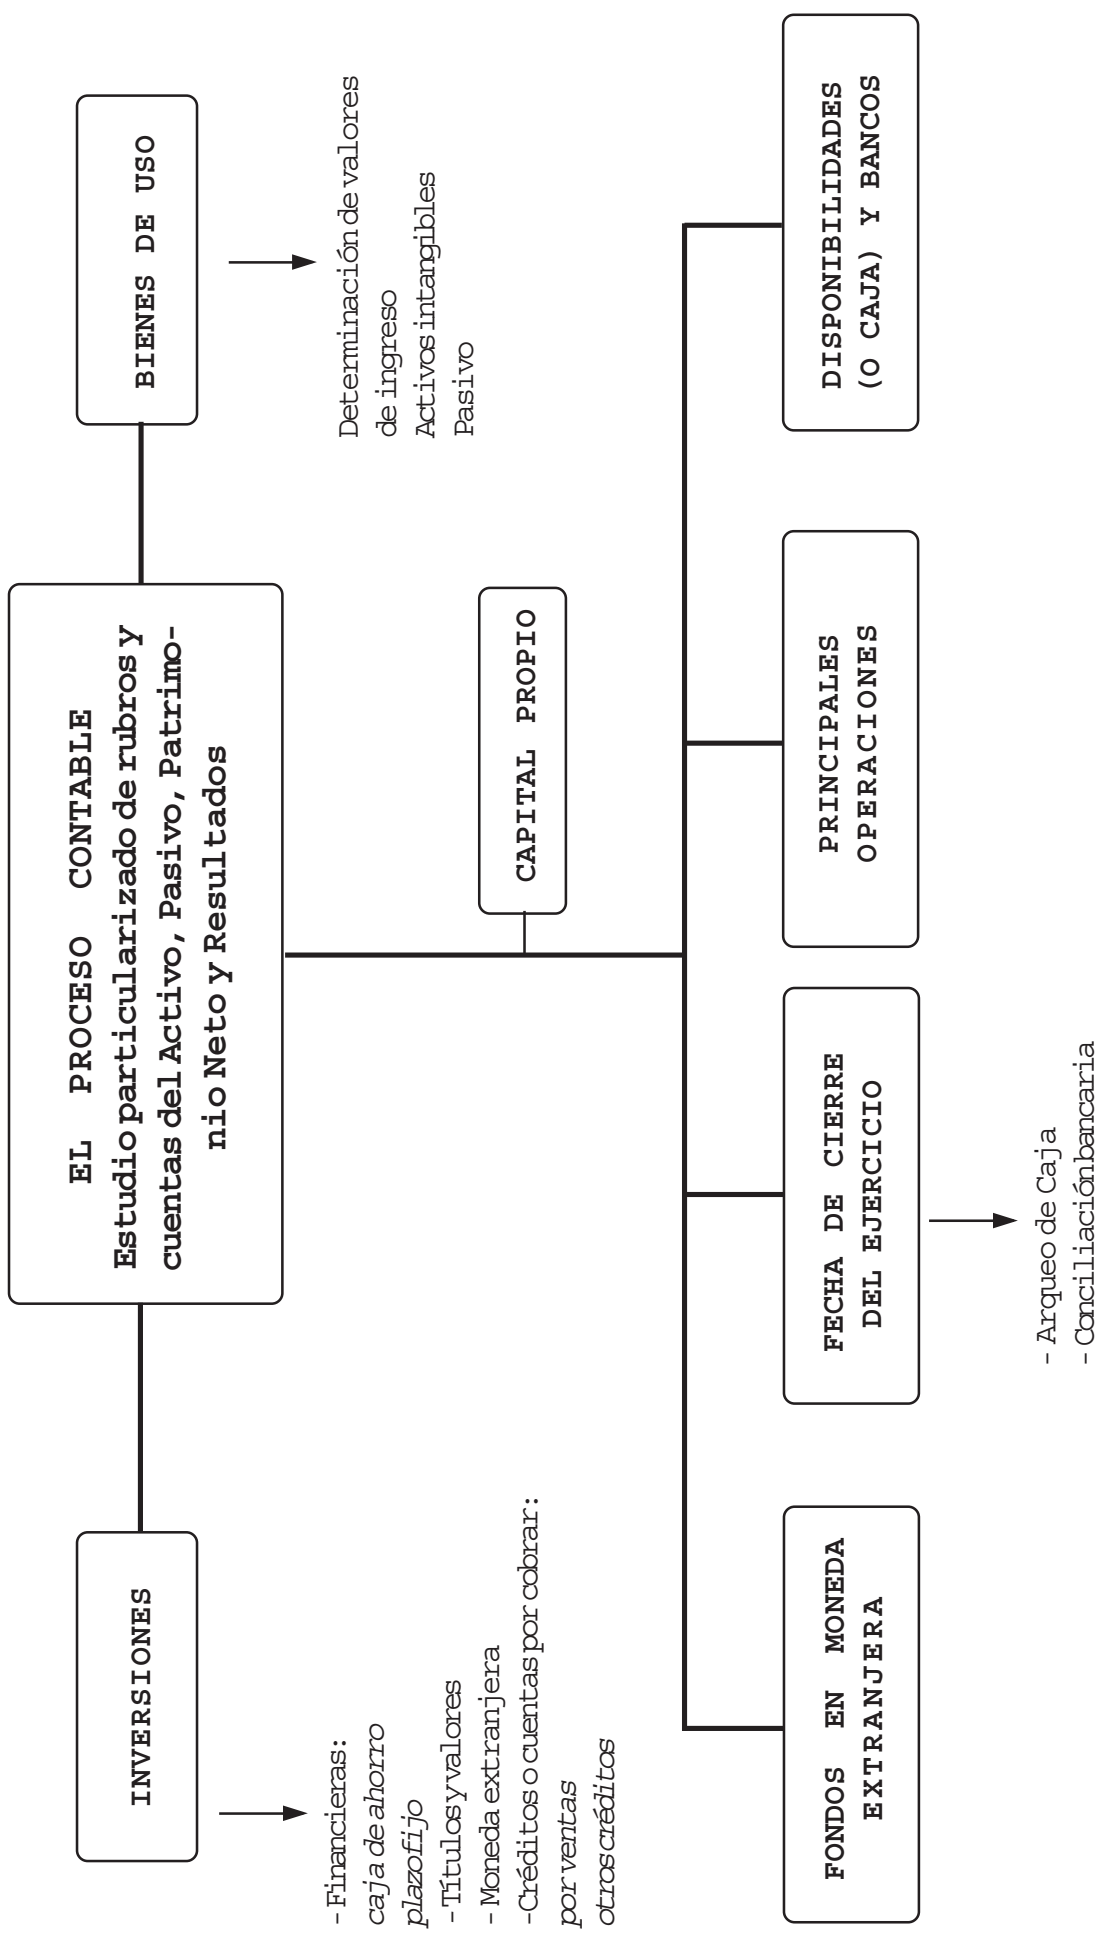 EL PROCESO CONTABLE
Estudio particularizado de rubros y
cuentas del Activo, Pasivo, Patrimo-
nio Neto y Resultados
INVERSIONES
- Financieras:
caja de ahorro
plazo fijo
- Títulos y valores
- Moneda extranjera
- Créditos o cuentas por cobrar:
por ventas
otros créditos
BIENES DE USO
Determinación de valores
de ingreso
Activos intangibles
Pasivo
CAPITAL PROPIO
FONDOS EN MONEDA
EXTRANJERA
FECHA DE CIERRE
DEL EJERCICIO
- Arqueo de Caja
- Conciliación bancaria
PRINCIPALES
OPERACIONES
DISPONIBILIDADES
(O CAJA) Y BANCOS